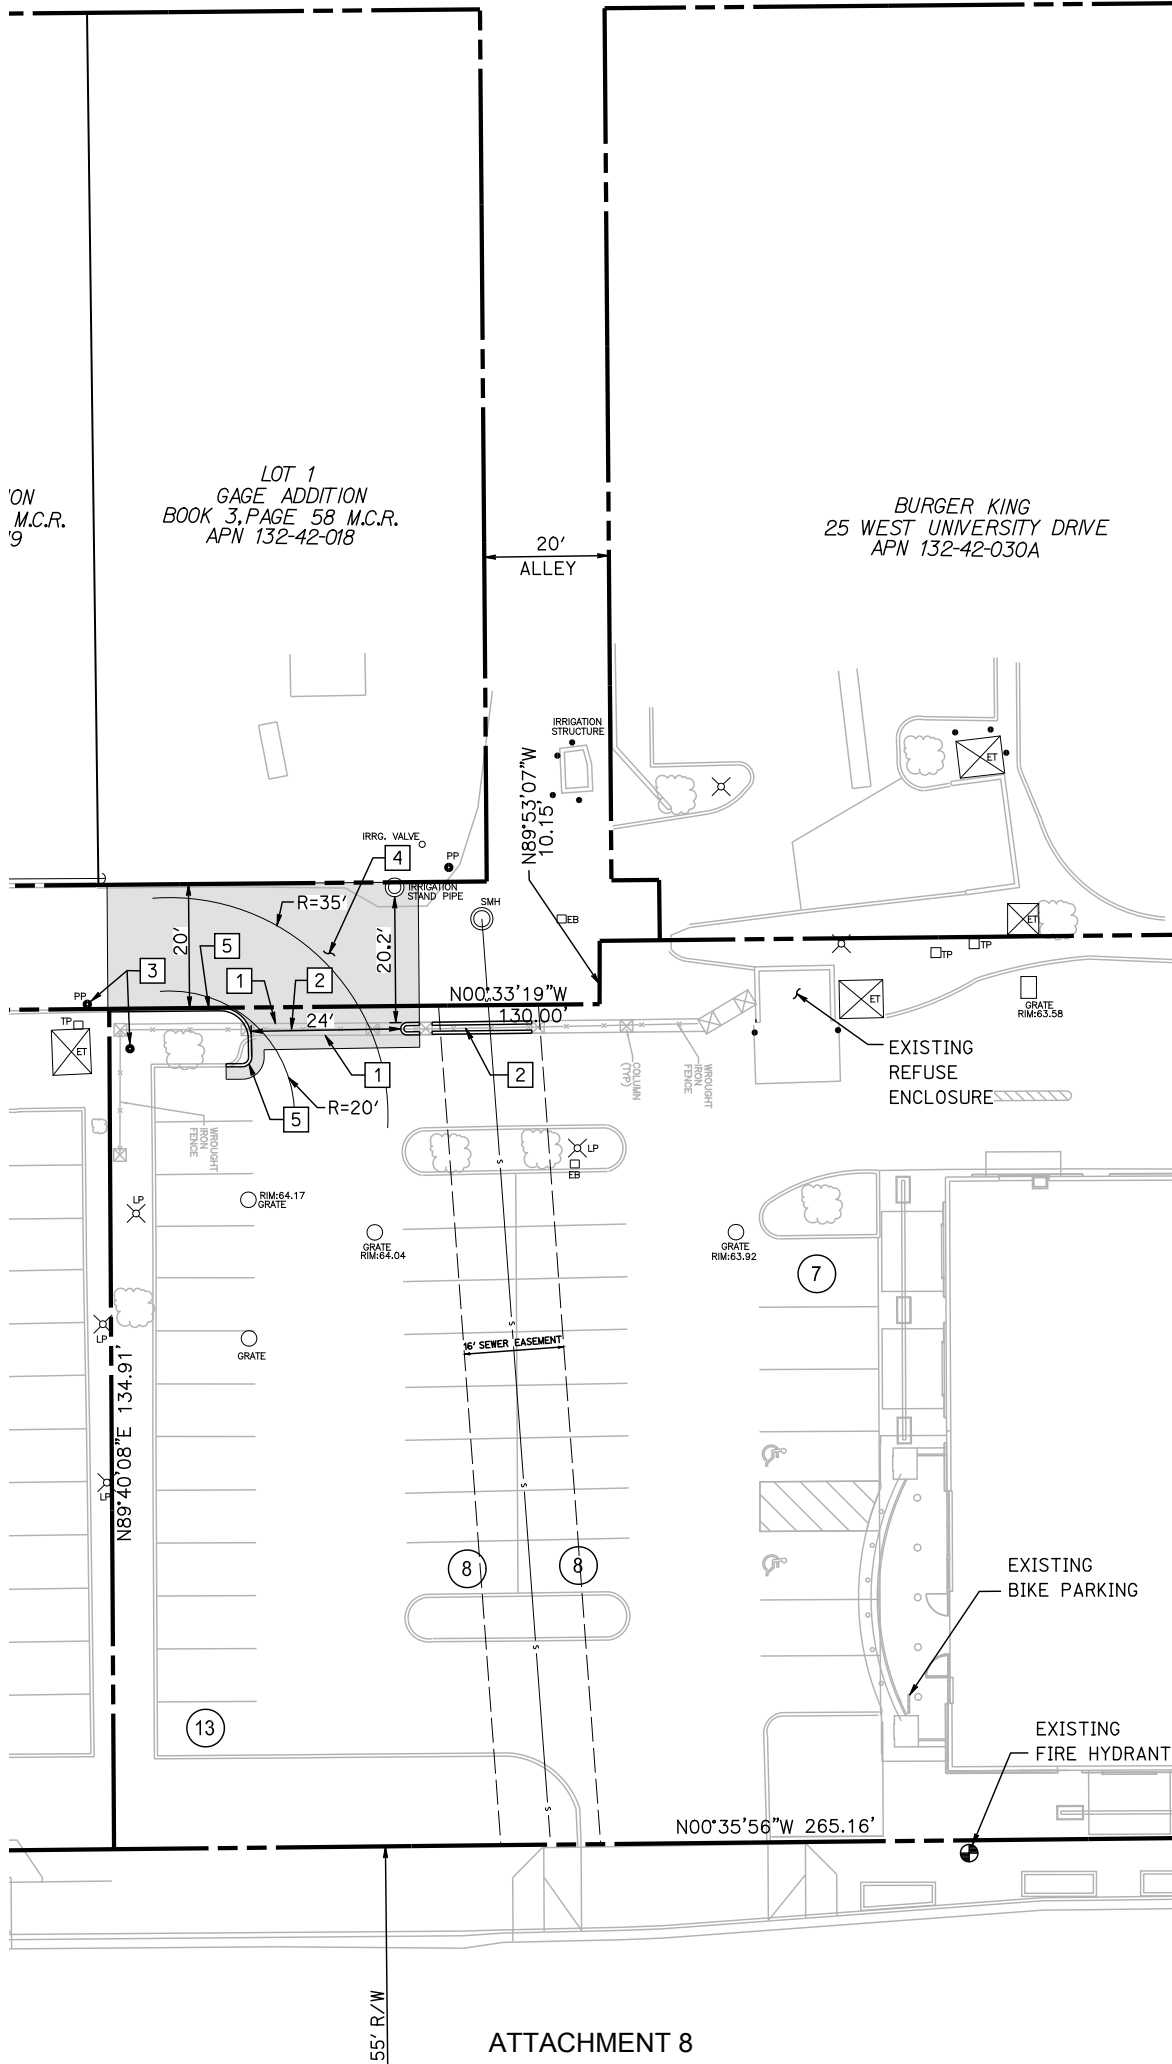 'ON
M.C.R.
'9
LOT 1
GAGE ADDITION
BOOK 3, PAGE 58 M.C.R.
APN 132-42-018
20'
ALLEY
BURGER KING
25 WEST UNIVERSITY DRIVE
APN 132-42-030A
IRRIGATION
STRUCTURE
ET
N89°53'07"W
10.15'
IRRG. VALVE
4
PP
IRRIGATION
STAND PIPE
SMH
EB
R=35'
20'
20.2'
5
3
1
2
PP
24'
N00°33'19"W
130.00'
ET
TP
TP
ET
GRATE
RIM:63.58
TP
ET
1
2
5
R=20'
COLUMN
(TYP)
WROUGHT
IRON
FENCE
EXISTING
REFUSE
ENCLOSURE
WROUGHT
IRON
FENCE
LP
EB
LP
RIM:64.17
GRATE
GRATE
RIM:64.04
GRATE
RIM:63.92
7
LP
GRATE
16' SEWER EASEMENT
S
S
S
S
S
S
N89°40'08"E 134.91'
LP
8
8
EXISTING
BIKE PARKING
13
EXISTING
FIRE HYDRANT
N00°35'56"W 265.16'
55' R/W
ATTACHMENT 8